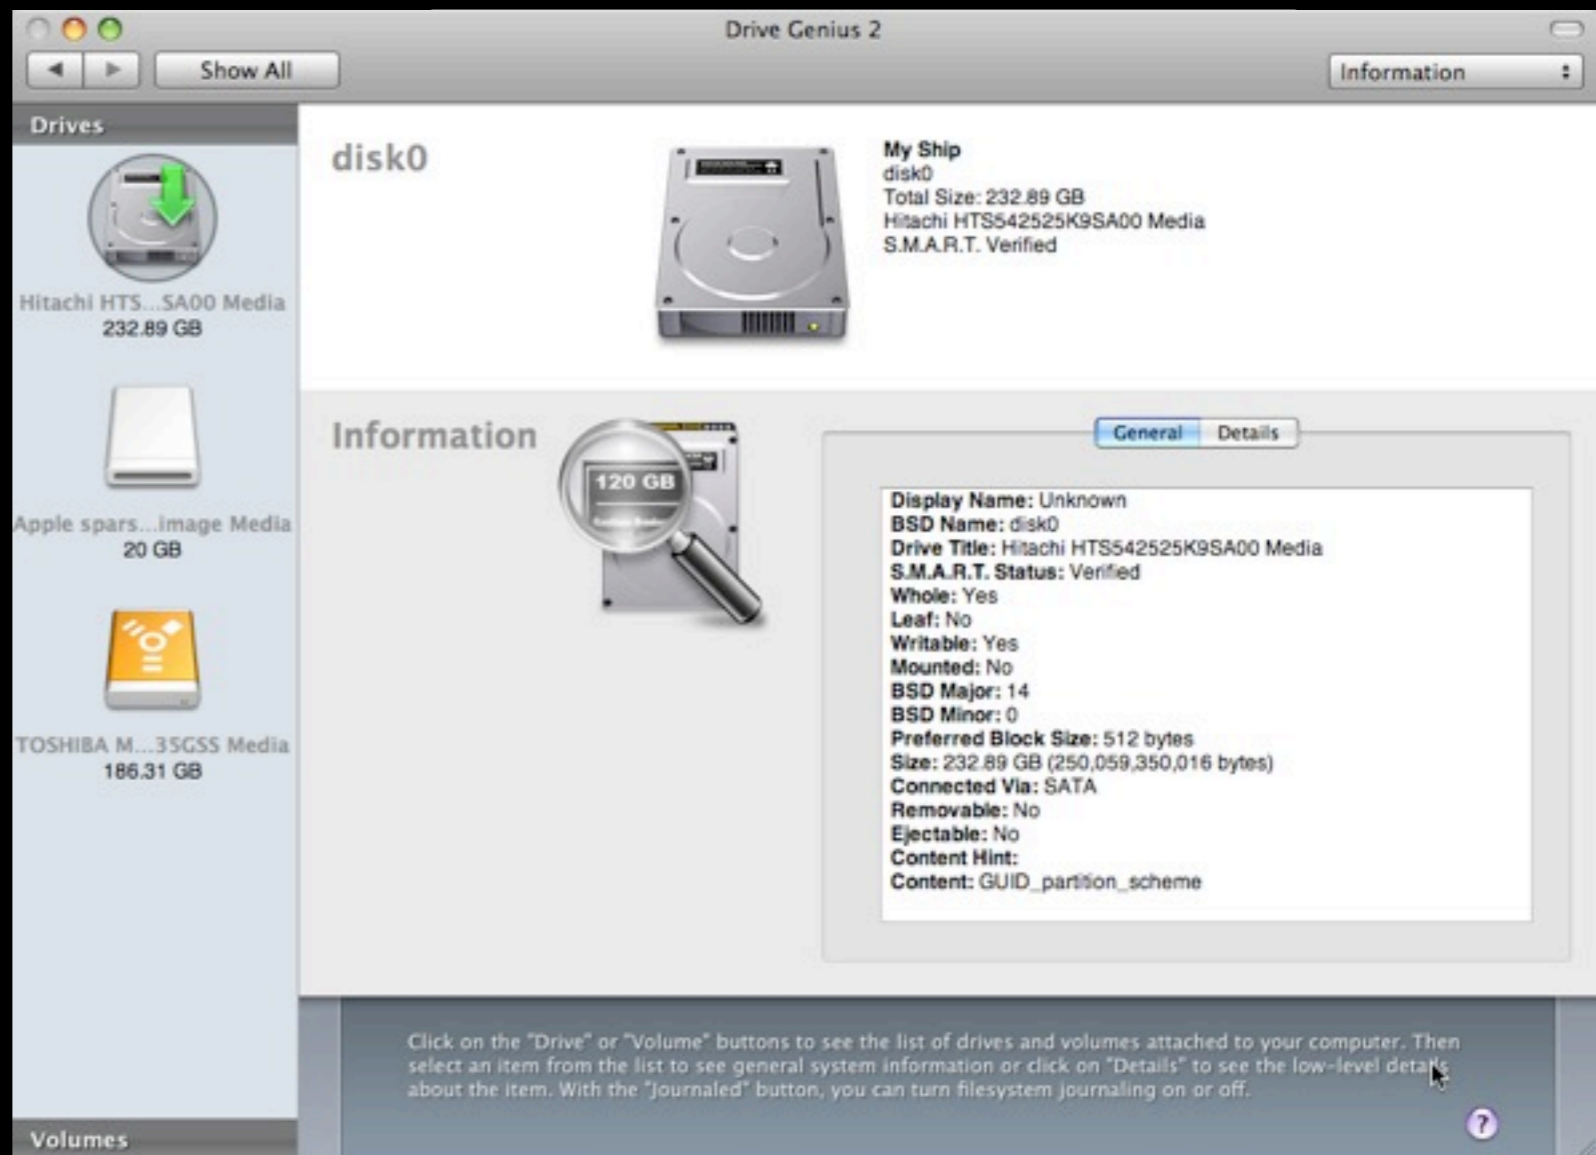 Drive Genius 2
Show All
Information
Drives
Hitachi HTS...SA00 Media
232.89 GB
Apple spars...image Media
20 GB
TOSHIBA M...35GSS Media
186.31 GB
Volumes
disk0
My Ship
disk0
Total Size: 232.89 GB
Hitachi HTS542525K9SA00 Media
S.M.A.R.T. Verified
Information
120 GB
General Details
Display Name: Unknown
BSD Name: disk0
Drive Title: Hitachi HTS542525K9SA00 Media
S.M.A.R.T. Status: Verified
Whole: Yes
Leaf: No
Writable: Yes
Mounted: No
BSD Major: 14
BSD Minor: 0
Preferred Block Size: 512 bytes
Size: 232.89 GB (250,059,350,016 bytes)
Connected Via: SATA
Removable: No
Ejectable: No
Content Hint:
Content: GUID_partition_scheme
Click on the "Drive" or "Volume" buttons to see the list of drives and volumes attached to your computer. Then
select an item from the list to see general system information or click on "Details" to see the low-level details
about the item. With the "Journaled" button, you can turn filesystem journaling on or off.
?